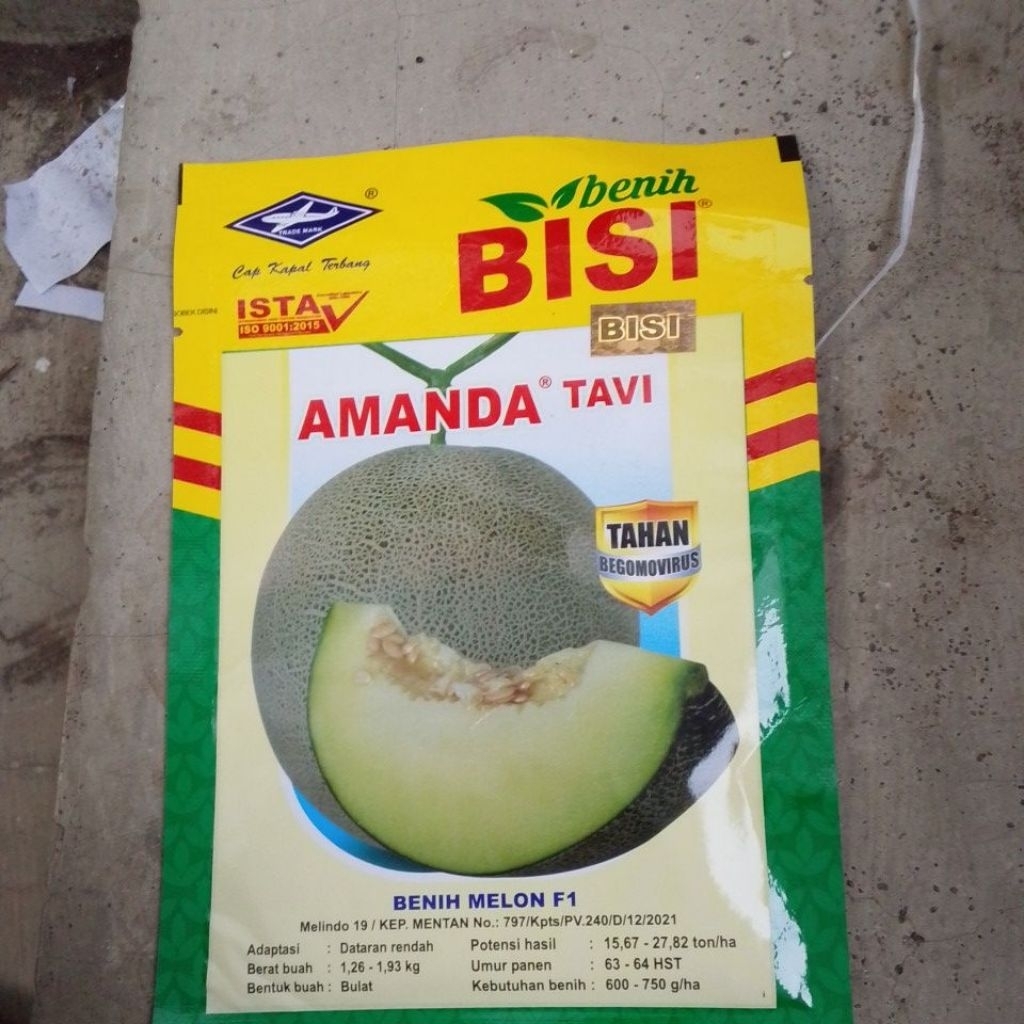 benih
BISI®
®
TRADE MARK
Cap Kapal Terbang
ISTA
ISO 9001:2015
BISI
AMANDA® TAVI
TAHAN
BEGOMOVIRUS
BENIH MELON F1
Melindo 19 / KEP. MENTAN No.: 797/Kpts/PV.240/D/12/2021
Adaptasi : Dataran rendah
Berat buah : 1,26 - 1,93 kg
Bentuk buah : Bulat
Potensi hasil : 15,67 - 27,82 ton/ha
Umur panen : 63 - 64 HST
Kebutuhan benih : 600 - 750 g/ha